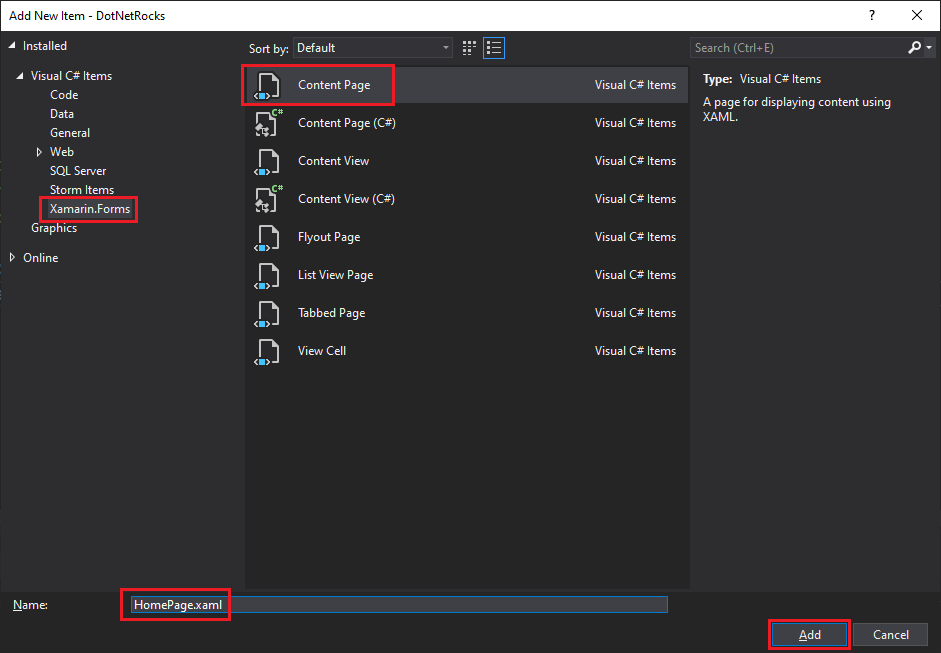 Add New Item - DotNetRocks
?
Installed
Visual C# Items
Code
Data
General
Web
SQL Server
Storm Items
Xamarin.Forms
Graphics
Online
Sort by: Default
Content Page Visual C# Items
C# Content Page (C#) Visual C# Items
Content View Visual C# Items
C# Content View (C#) Visual C# Items
Flyout Page Visual C# Items
List View Page Visual C# Items
Tabbed Page Visual C# Items
View Cell Visual C# Items
Search (Ctrl+E)
Type: Visual C# Items
A page for displaying content using
XAML.
Name: HomePage.xaml
Add Cancel